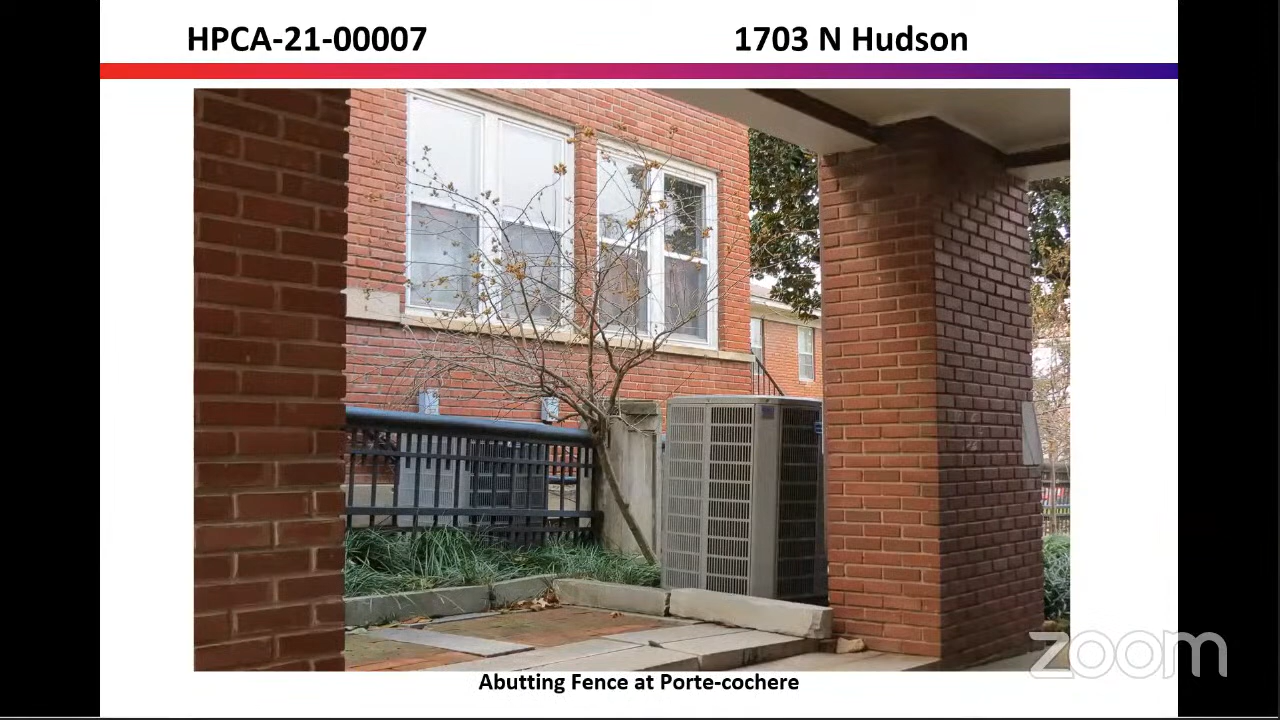 HPCA-21-00007
1703 N Hudson
Abutting Fence at Porte-cochere
zoom